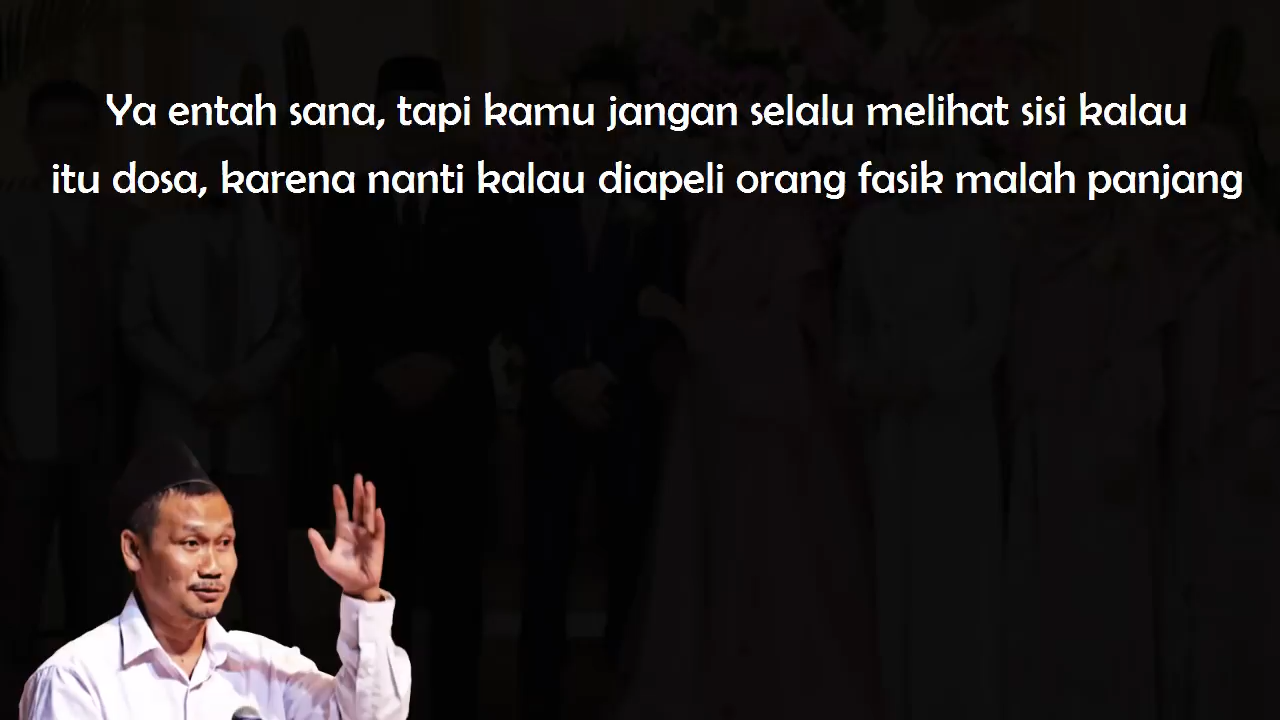 Ya entah sana, tapi kamu jangan selalu melihat sisi kalau
itu dosa, karena nanti kalau diapeli orang fasik malah panjang